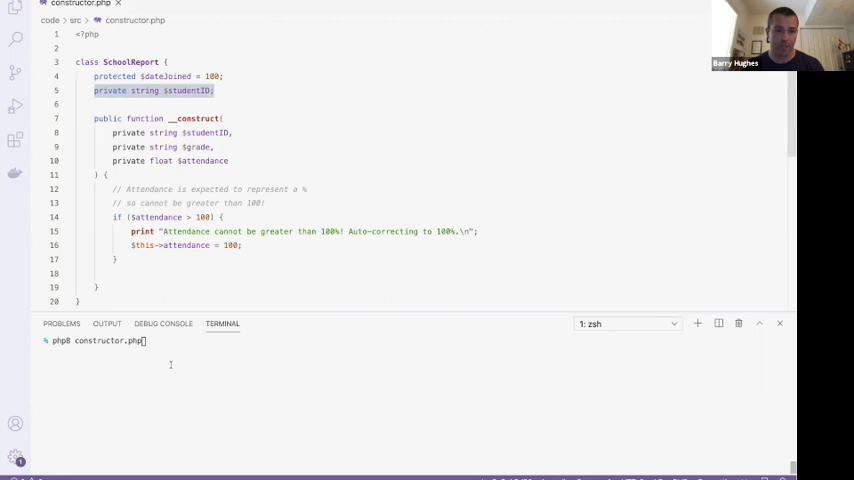 constructor.php ×
code > src > constructor.php
1 <?php
2
3 class SchoolReport {
4 protected $dateJoined = 100;
5 private string $studentID;
6
7 public function __construct(
8 private string $studentID,
9 private string $grade,
10 private float $attendance
11 ) {
12 // Attendance is expected to represent a %
13 // so cannot be greater than 100!
14 if ($attendance > 100) {
15 print "Attendance cannot be greater than 100%! Auto-correcting to 100%.\n";
16 $this->attendance = 100;
17 }
18
19 }
20 }
Barry Hughes
PROBLEMS OUTPUT DEBUG CONSOLE TERMINAL 1: zsh
% php8 constructor.php
1